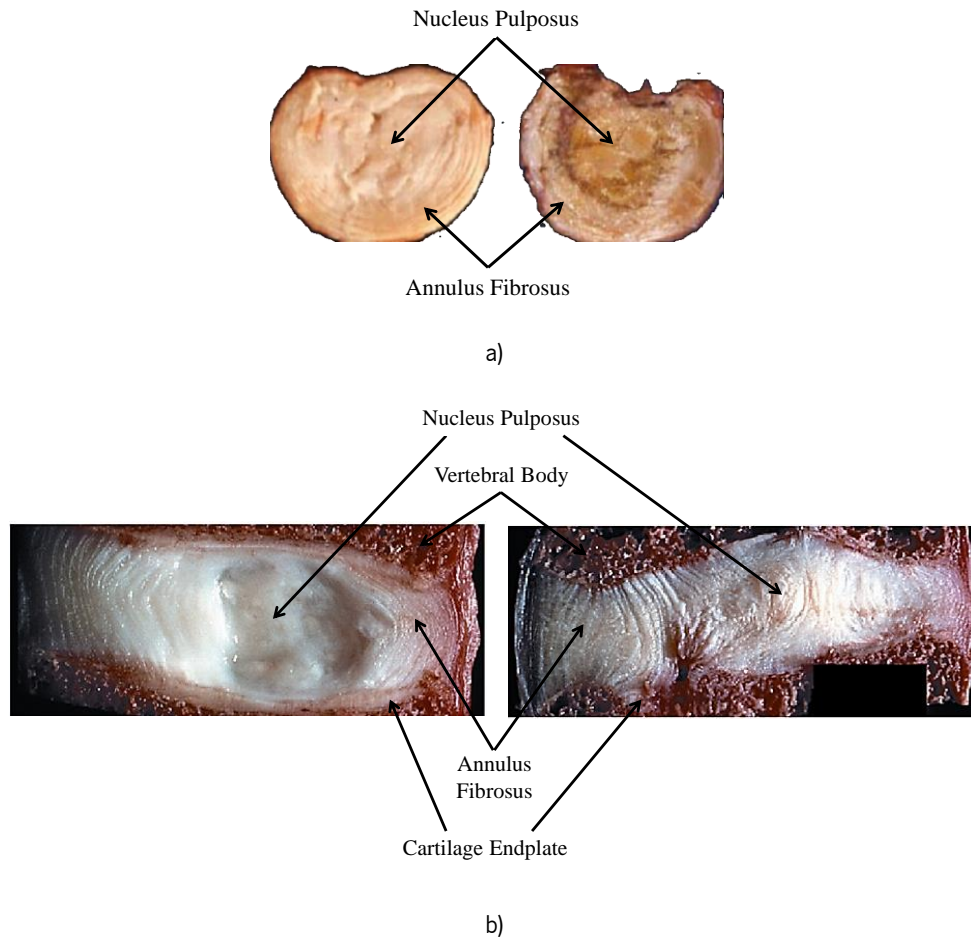 Nucleus Pulposus
Annulus Fibrosus
a)
Nucleus Pulposus
Vertebral Body
Annulus
Fibrosus
Cartilage Endplate
b)